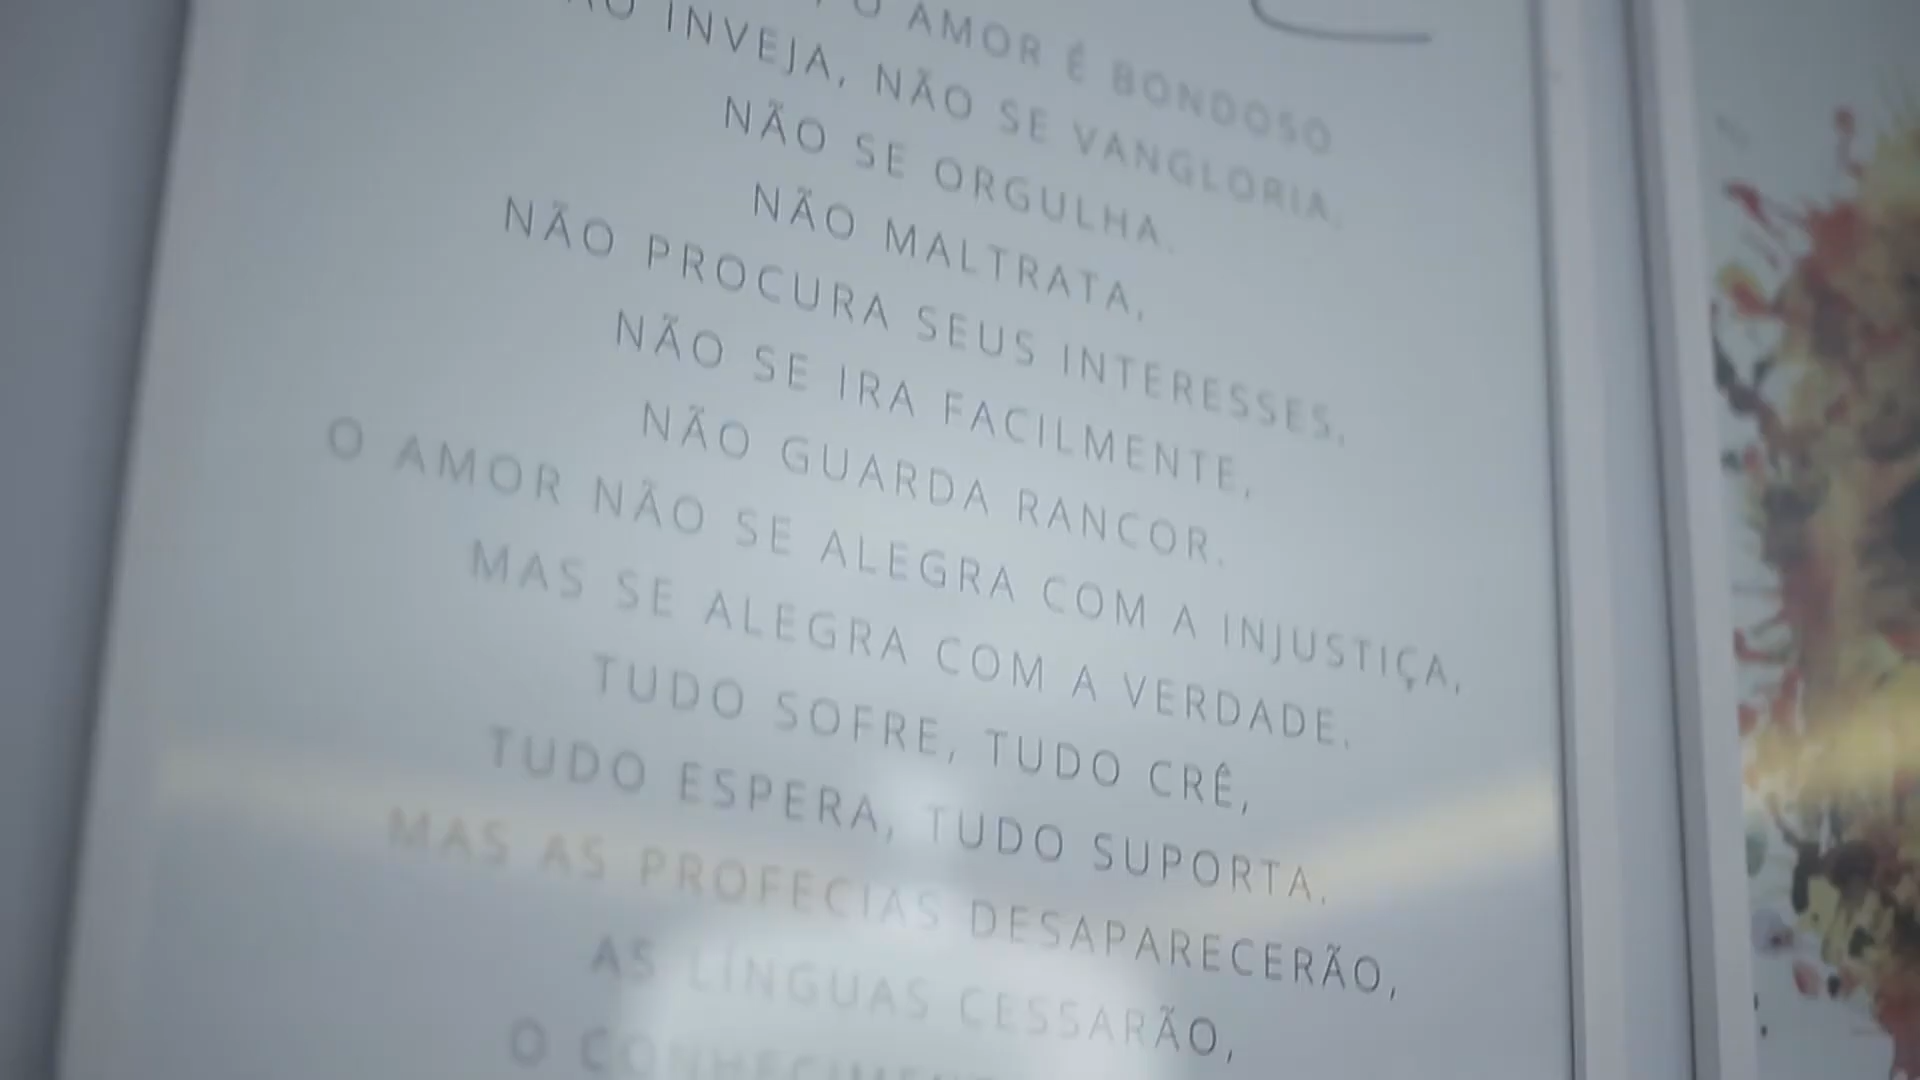 O AMOR É BONDOSO
INVEJA, NÃO SE VANGLORIA.
NÃO SE ORGULHA.
NÃO MALTRATA,
NÃO PROCURA SEUS INTERESSES,
NÃO SE IRA FACILMENTE,
NÃO GUARDA RANCOR.
O AMOR NÃO SE ALEGRA COM A INJUSTIÇA,
MAS SE ALEGRA COM A VERDADE.
TUDO SOFRE, TUDO CRÊ,
TUDO ESPERA, TUDO SUPORTA.
MAS AS PROFECIAS DESAPARECERÃO,
AS LÍNGUAS CESSARÃO,
O